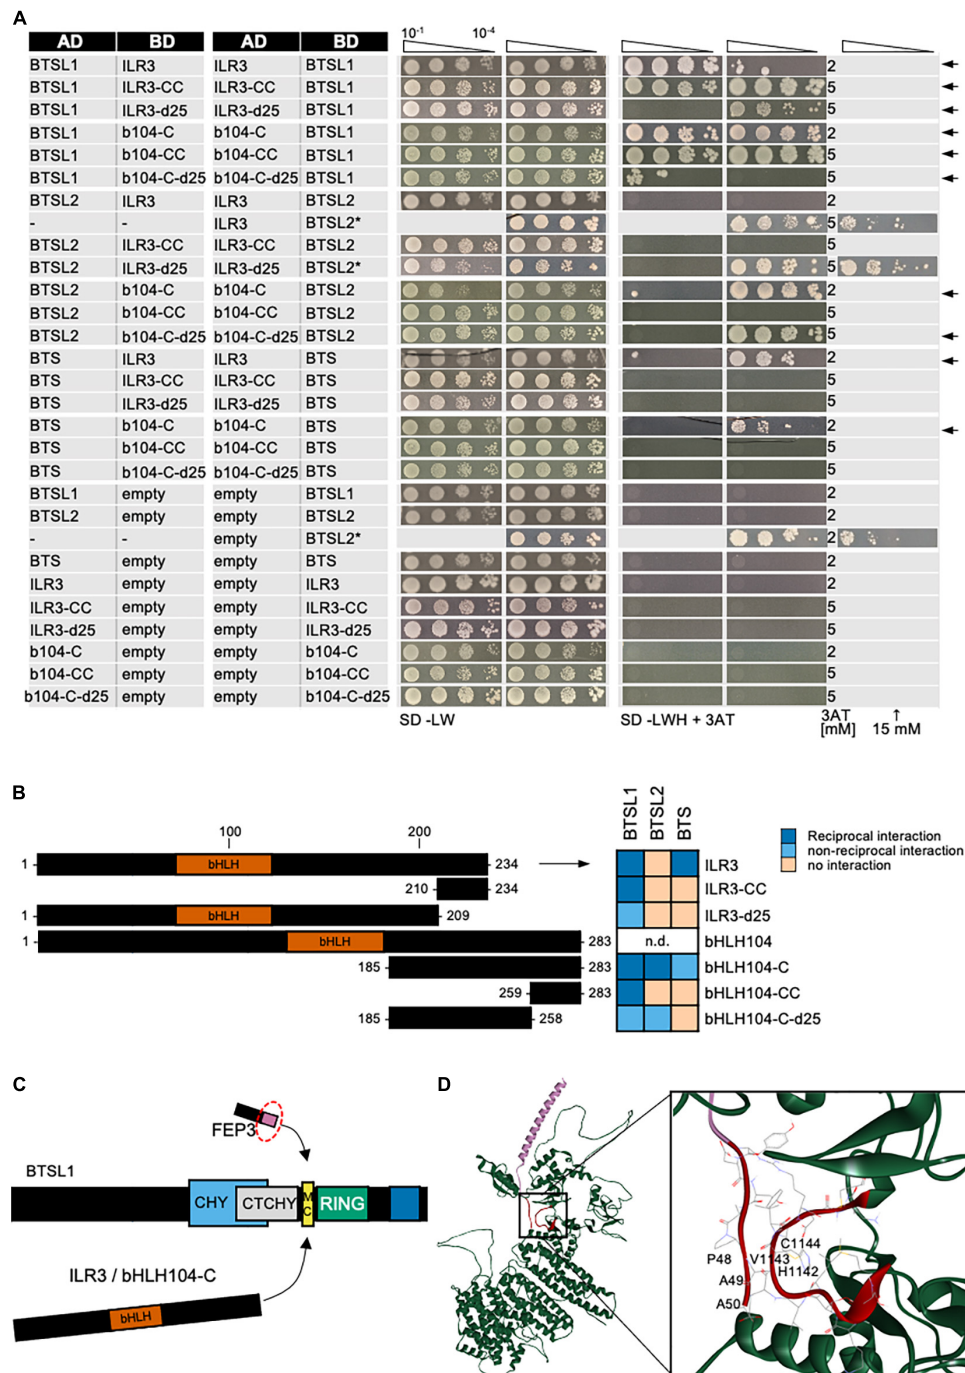 A
AD BD AD BD 10⁻¹ 10⁻⁴
BTSL1 ILR3 ILR3 BTSL1 2
BTSL1 ILR3-CC ILR3-CC BTSL1 5
BTSL1 ILR3-d25 ILR3-d25 BTSL1 5
BTSL1 b104-C b104-C BTSL1 2
BTSL1 b104-CC b104-CC BTSL1 5
BTSL1 b104-C-d25 b104-C-d25 BTSL1 5
BTSL2 ILR3 ILR3 BTSL2 2
- - ILR3 BTSL2* 5
BTSL2 ILR3-CC ILR3-CC BTSL2 5
BTSL2 ILR3-d25 ILR3-d25 BTSL2* 5
BTSL2 b104-C b104-C BTSL2 2
BTSL2 b104-CC b104-CC BTSL2 5
BTSL2 b104-C-d25 b104-C-d25 BTSL2 5
BTS ILR3 ILR3 BTS 2
BTS ILR3-CC ILR3-CC BTS 5
BTS ILR3-d25 ILR3-d25 BTS 5
BTS b104-C b104-C BTS 2
BTS b104-CC b104-CC BTS 5
BTS b104-C-d25 b104-C-d25 BTS 5
BTSL1 empty empty BTSL1 2
BTSL2 empty empty BTSL2 2
- - empty BTSL2* 2
BTS empty empty BTS 2
ILR3 empty empty ILR3 2
ILR3-CC empty empty ILR3-CC 5
ILR3-d25 empty empty ILR3-d25 5
b104-C empty empty b104-C 2
b104-CC empty empty b104-CC 5
b104-C-d25 empty empty b104-C-d25 5
SD -LW SD -LWH + 3AT 3AT ↑
[mM] 15 mM
B
100 200
BTSL1 BTSL2 BTS
Reciprocal interaction
non-reciprocal interaction
no interaction
1 bHLH 234 ILR3
210 234 ILR3-CC
1 bHLH 209 ILR3-d25
1 bHLH 283 n.d. bHLH104
185 283 bHLH104-C
259 283 bHLH104-CC
185 258 bHLH104-C-d25
C
FEP3
BTSL1
CHY CTCHY MC RING
ILR3 / bHLH104-C
bHLH
D
C1144
P48 V1143
A49 H1142
A50